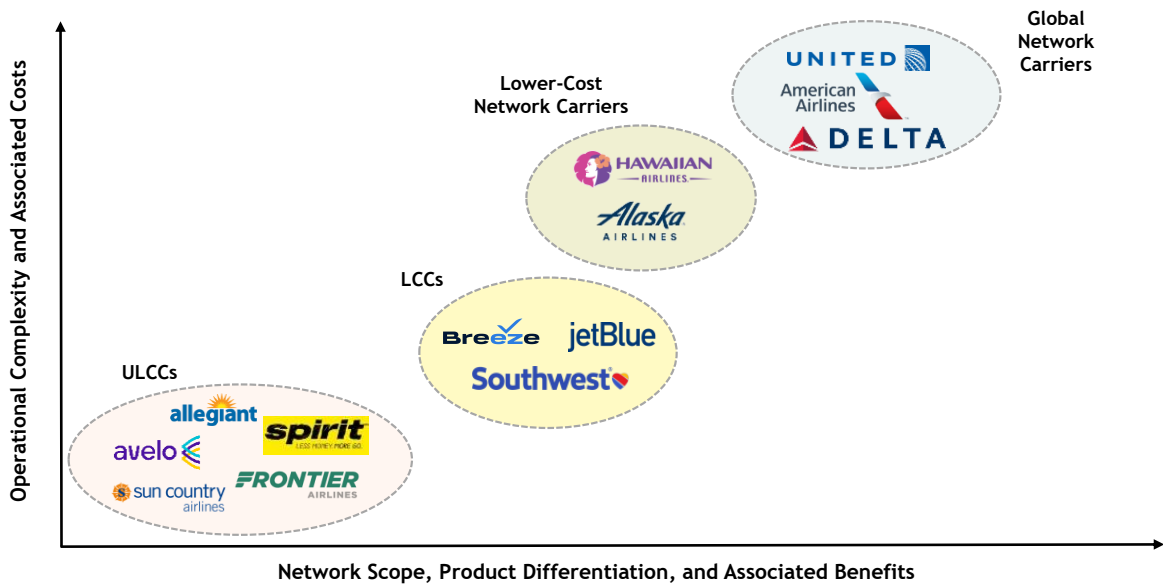 Global
Network
Carriers
UNITED
American
Airlines
DELTA
Lower-Cost
Network Carriers
HAWAIIAN
AIRLINES
Alaska
AIRLINES
LCCs
Breeze
jetBlue
Southwest®
ULCCs
allegiant
spirit
LESS MONEY. MORE GO.
avelo
FRONTIER
AIRLINES
S sun country
airlines
Operational Complexity and Associated Costs
Network Scope, Product Differentiation, and Associated Benefits